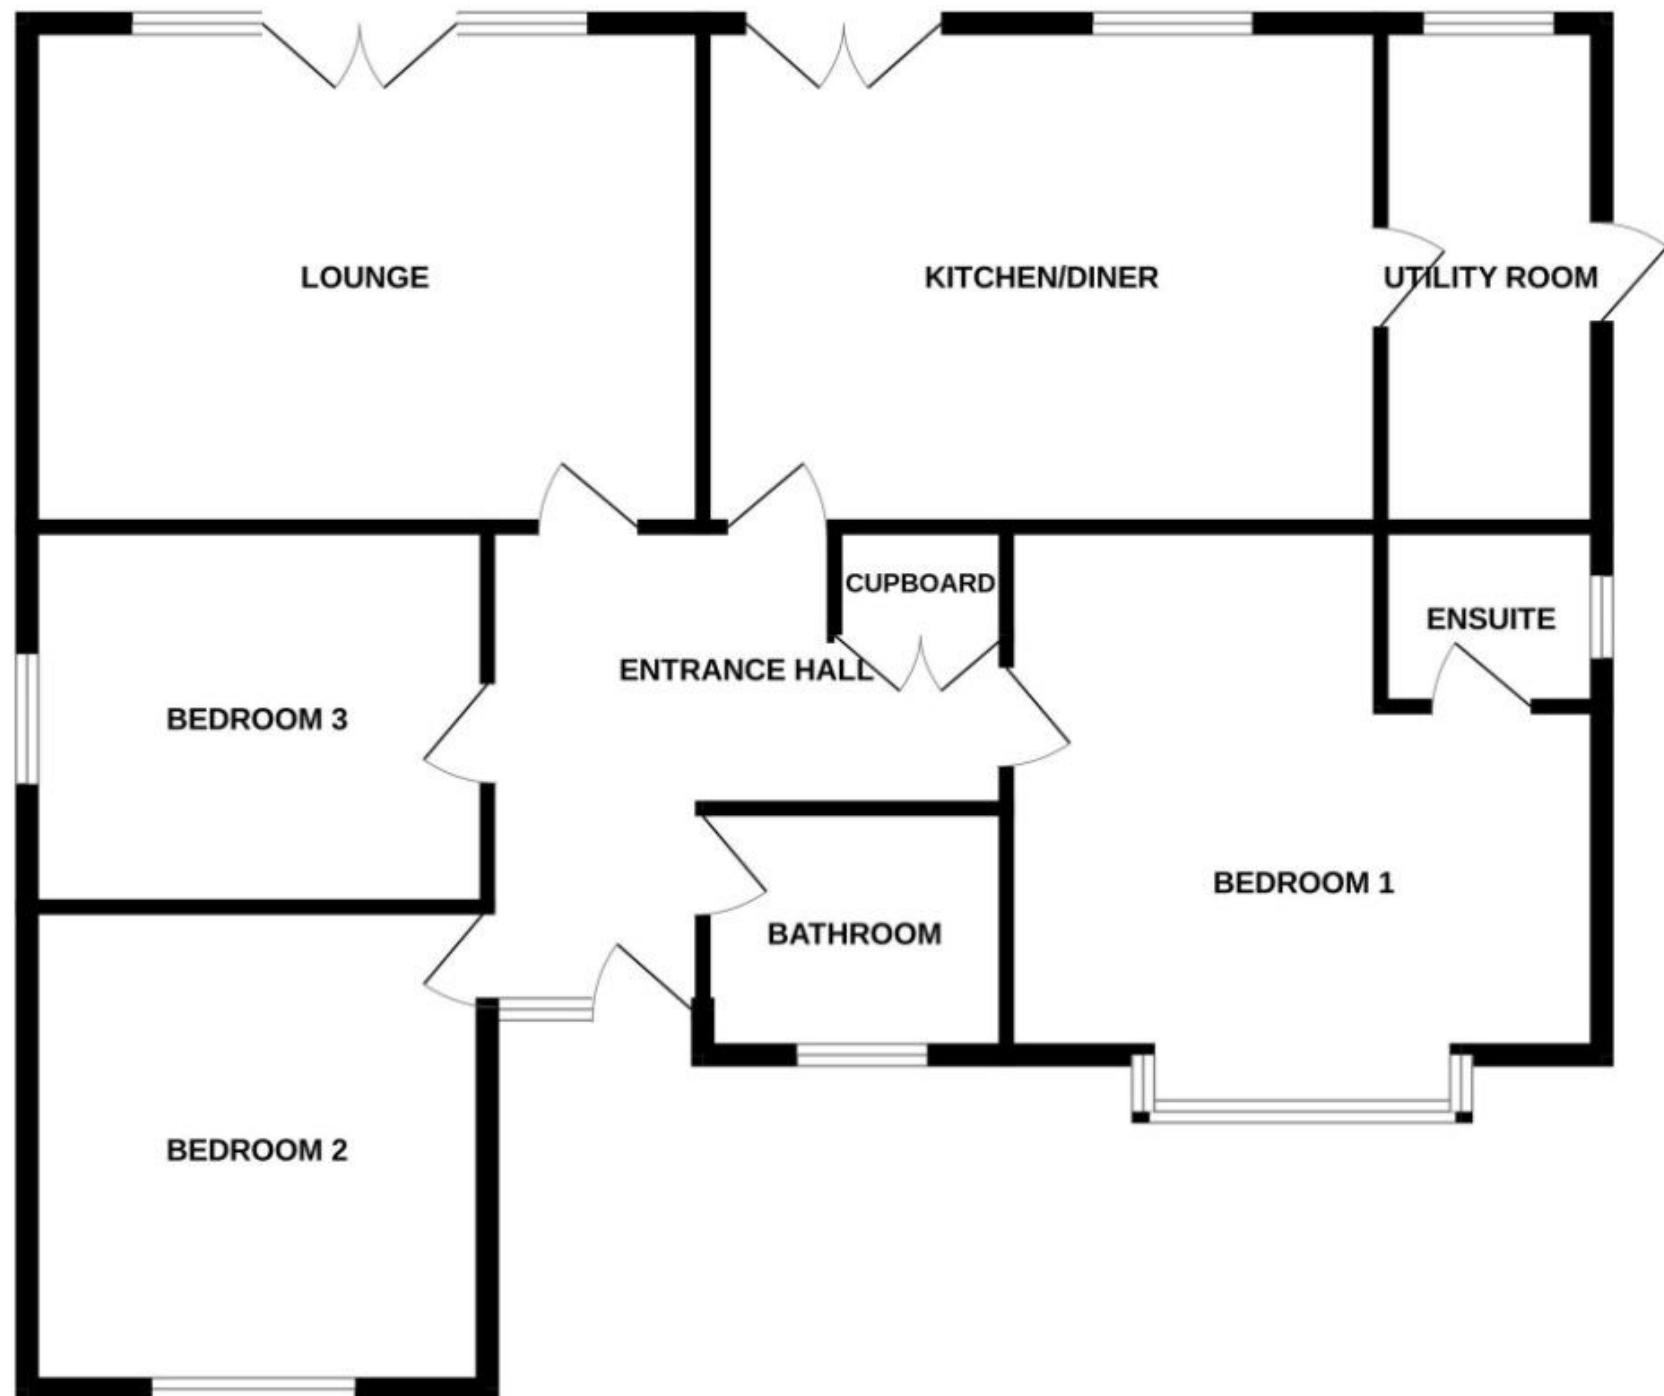 LOUNGE
KITCHEN/DINER
UTILITY ROOM
CUPBOARD
ENSUITE
ENTRANCE HALL
BEDROOM 3
BEDROOM 1
BATHROOM
BEDROOM 2